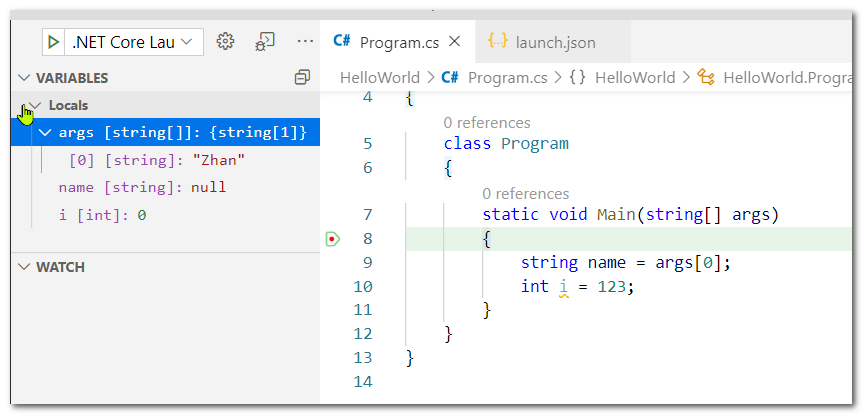 .NET Core Lau
VARIABLES
Locals
args [string[]]: {string[1]}
[0] [string]: "Zhan"
name [string]: null
i [int]: 0
WATCH
C# Program.cs
{..} launch.json
HelloWorld > C# Program.cs > {} HelloWorld > HelloWorld.Progra
4 {
0 references
5 class Program
6 {
0 references
7 static void Main(string[] args)
8 {
9 string name = args[0];
10 int i = 123;
11 }
12 }
13 }
14